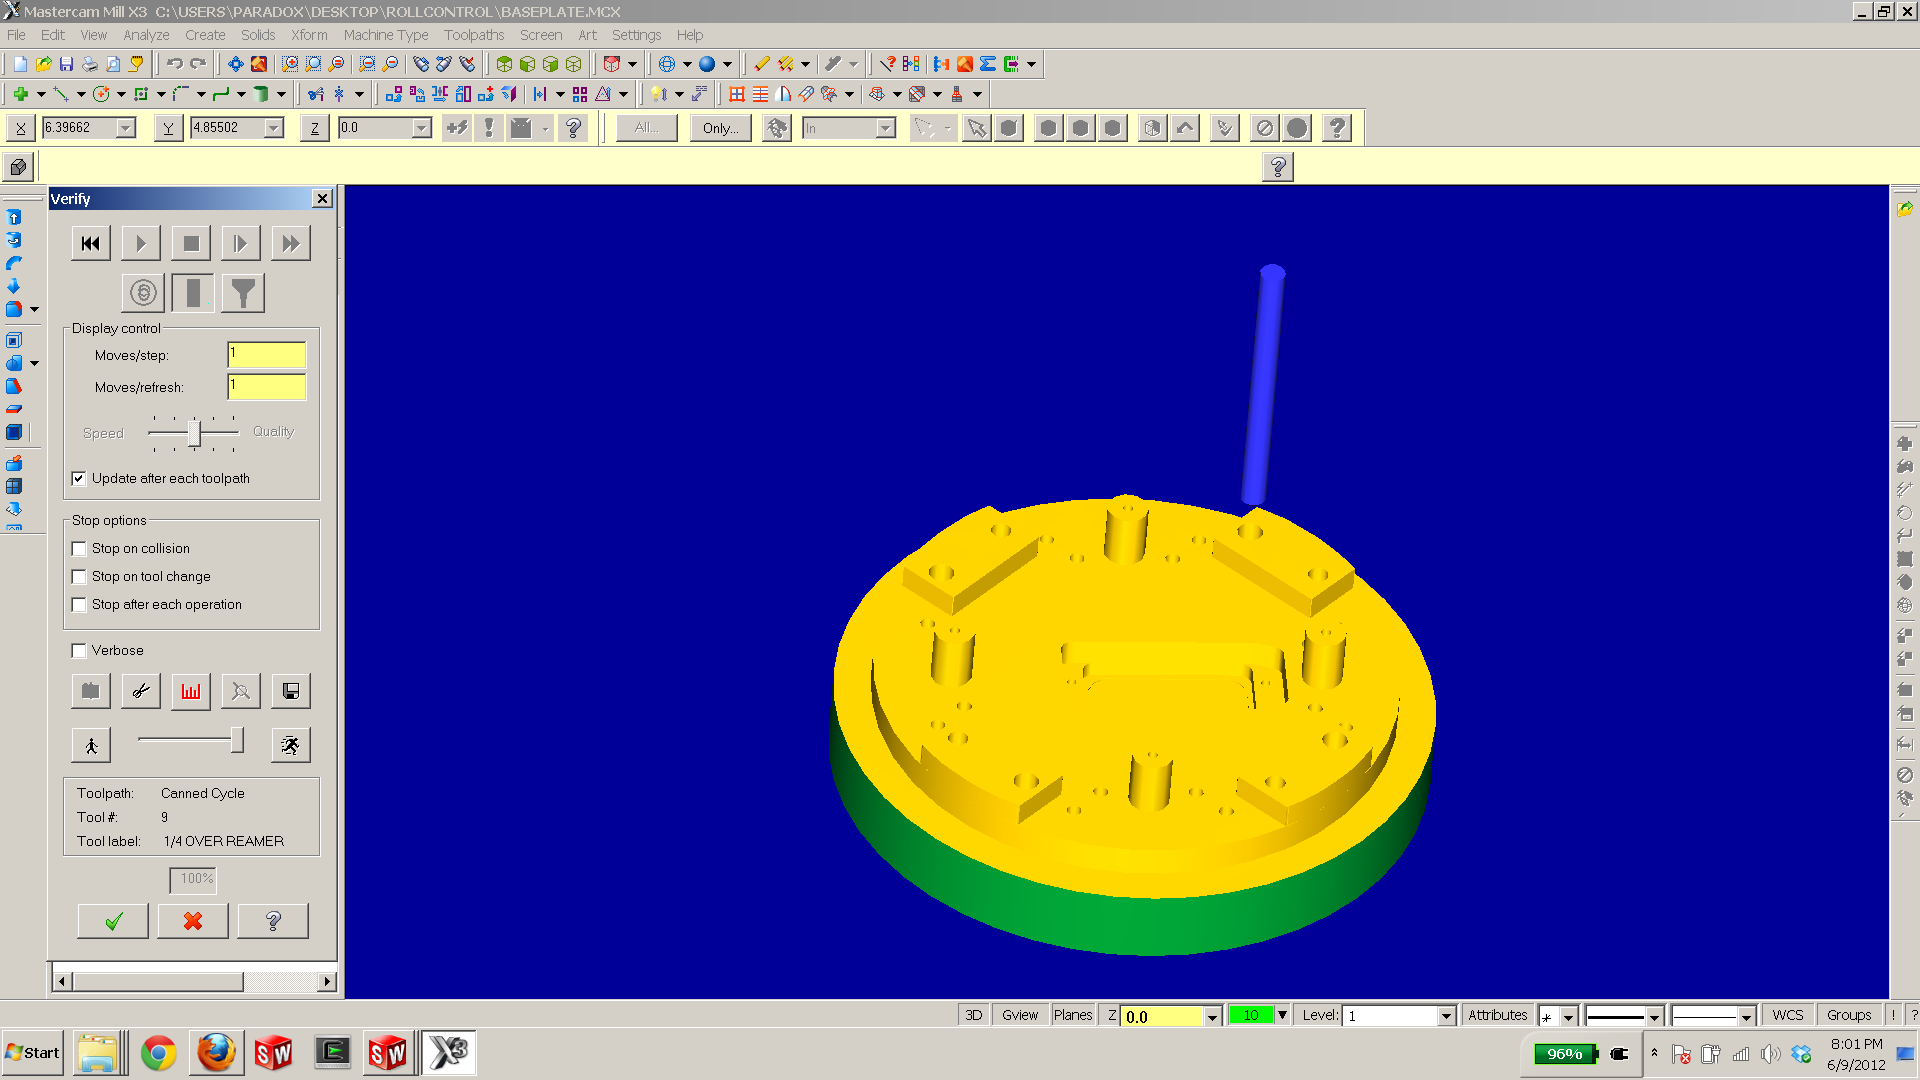 Mastercam Mill X3 C:\USERS\PARADOX\DESKTOP\ROLLCONTROL\BASEPLATE.MCX
File Edit View Analyze Create Solids Xform Machine Type Toolpaths Screen Art Settings Help
X 6.39662 Y 4.85502 Z 0.0 All... Only... In
Verify
Display control
Moves/step: 1
Moves/refresh: 1
Speed Quality
Update after each toolpath
Stop options
Stop on collision
Stop on tool change
Stop after each operation
Verbose
Toolpath: Canned Cycle
Tool #: 9
Tool label: 1/4 OVER REAMER
100%
3D Gview Planes Z 0.0 10 Level: 1 Attributes WCS Groups ! ?
Start SW SW X3 96% 8:01 PM
6/9/2012